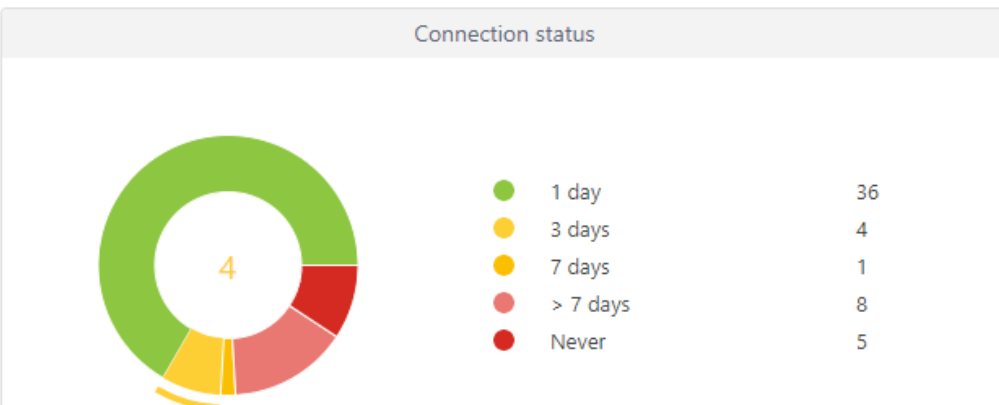 Connection status
4
1 day 36
3 days 4
7 days 1
> 7 days 8
Never 5